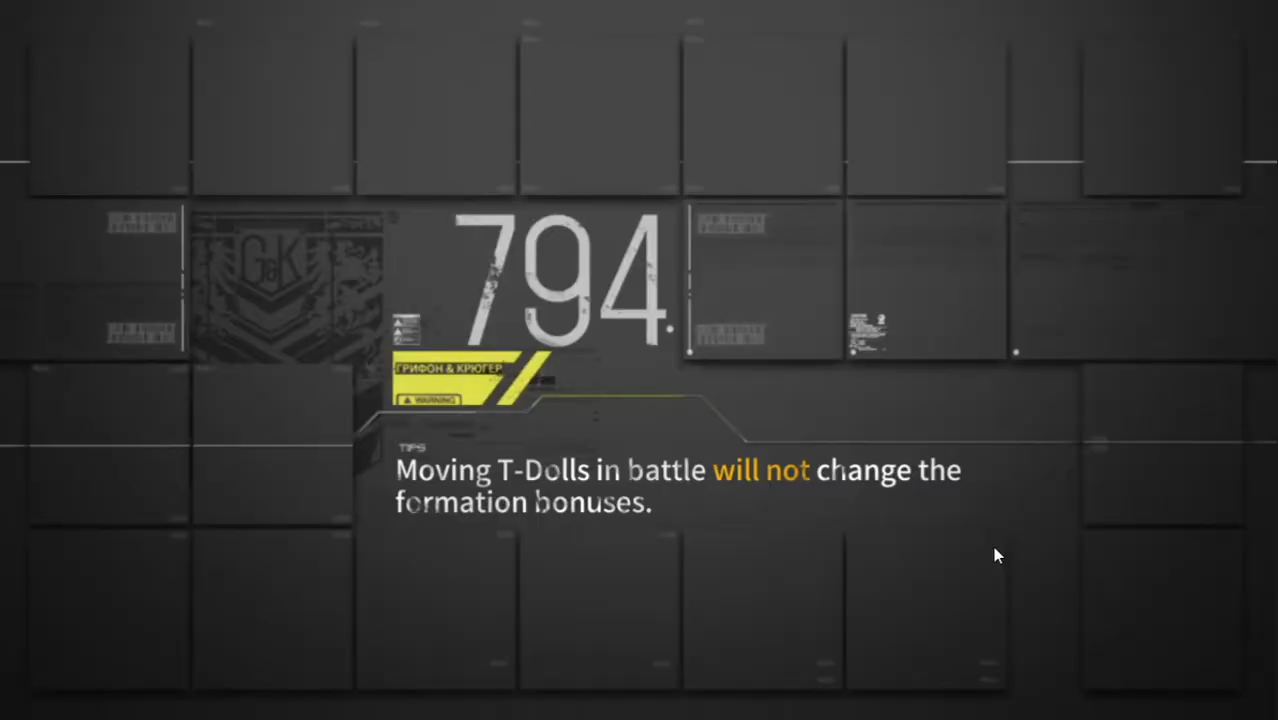 G&K
794.
ГРИФОН & КРЮГЕР
WARNING
TIPS
Moving T-Dolls in battle will not change the
formation bonuses.